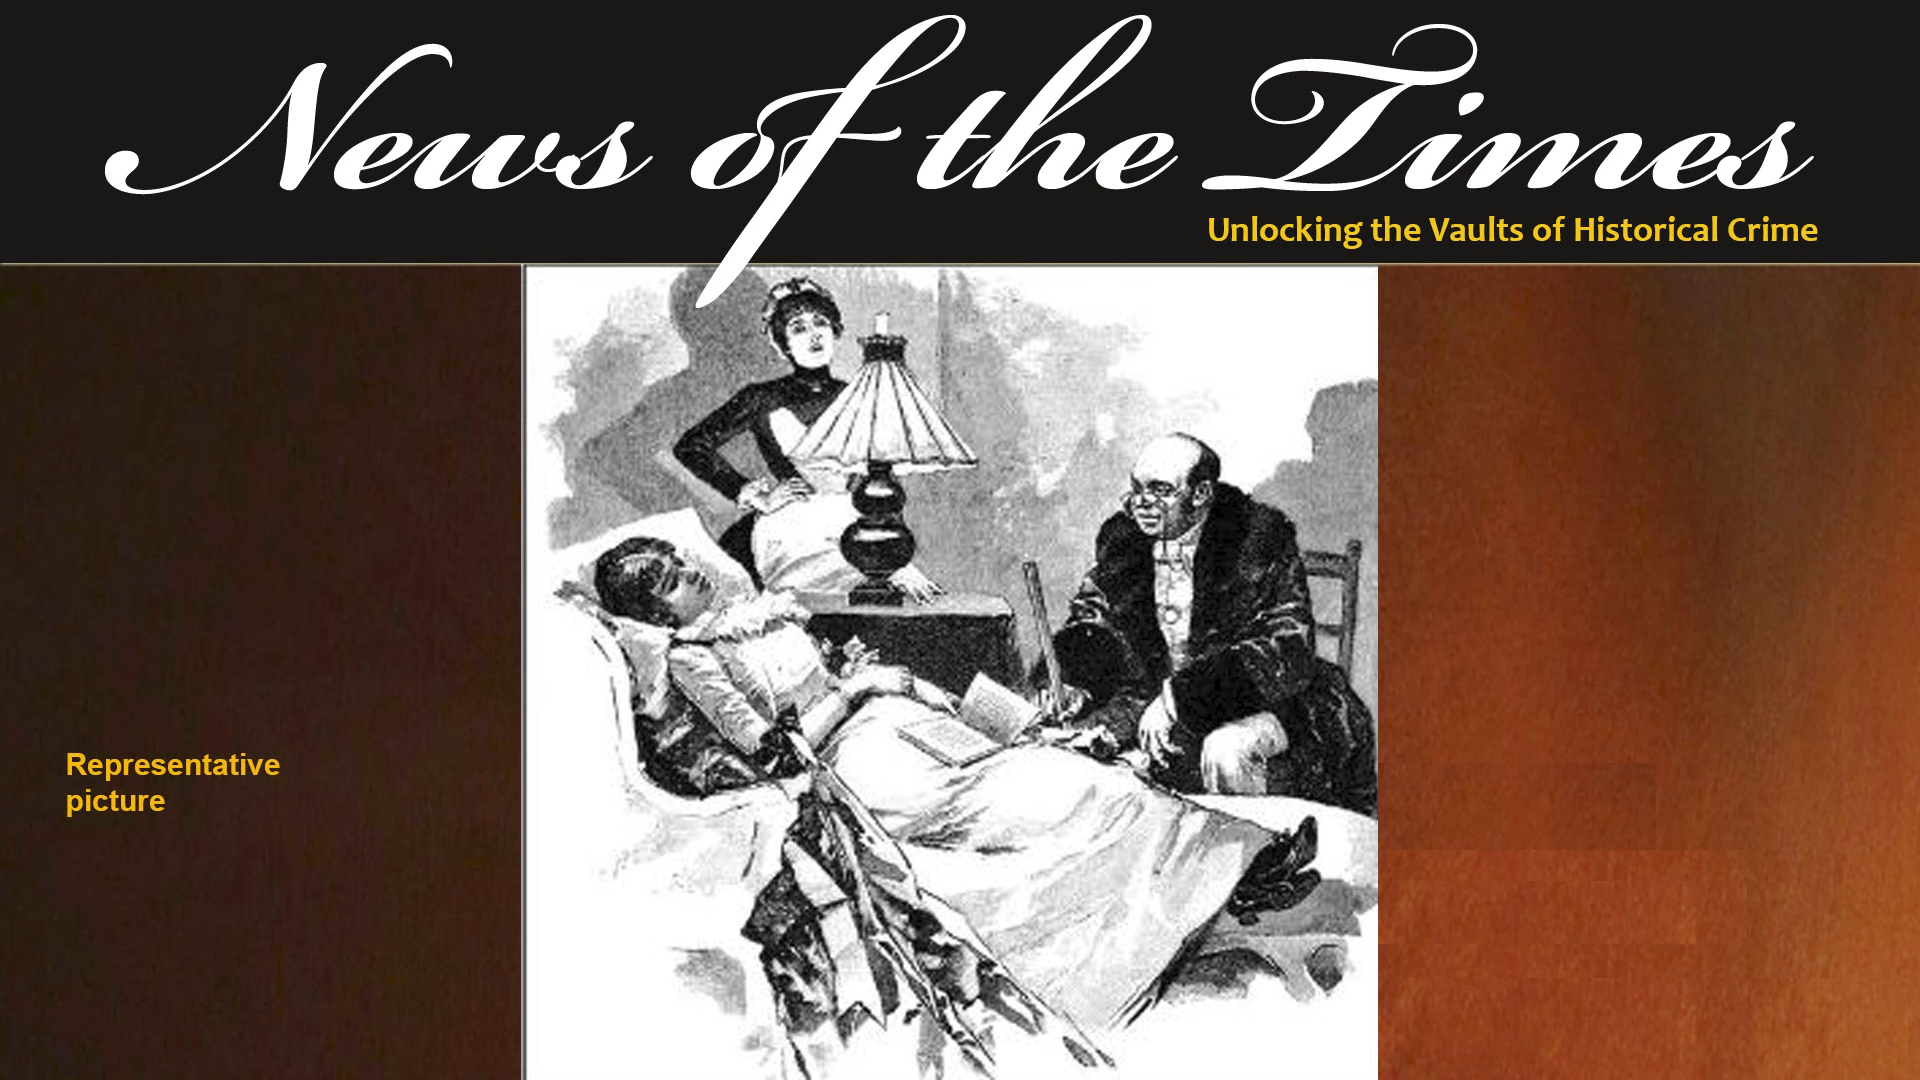 News of the Times
Unlocking the Vaults of Historical Crime
Representative
picture